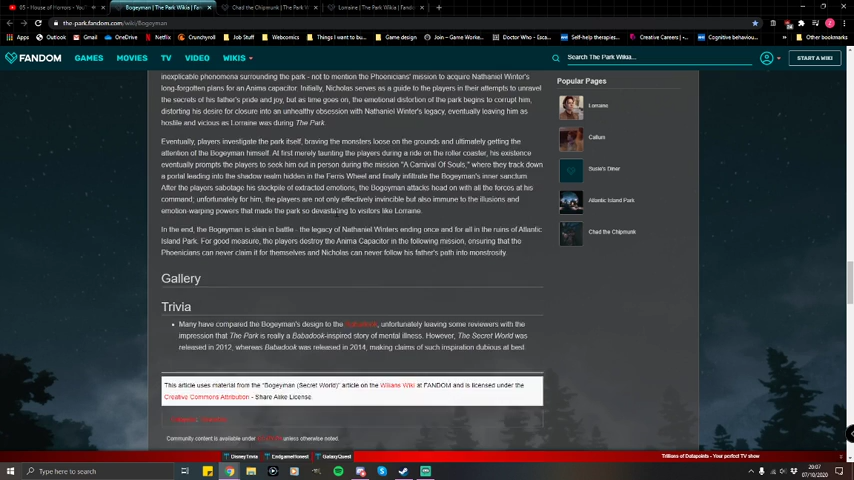 05 - House of Horrors - You
Bogeyman | The Park Wikia | Fan
Chad the Chipmunk | The Park W
Lorraine | The Park Wikia | Fandom
the-park.fandom.com/wiki/Bogeyman
Apps
Outlook
Gmail
OneDrive
Netflix
Crunchyroll
Job Stuff
Webcomics
Things I want to bu...
Game design
Join – Game Worke...
Doctor Who - Esca...
Self-help therapies...
Creative Careers |...
Cognitive behaviou...
Other bookmarks
FANDOM
GAMES
MOVIES
TV
VIDEO
WIKIS
Search The Park Wikia...
START A WIKI
inexplicable phenomena surrounding the park - not to mention the Phoenicians' mission to acquire Nathaniel Winter's
long-forgotten plans for an Anima capacitor. Initially, Nicholas serves as a guide to the players in their attempts to unravel
the secrets of his father's pride and joy, but as time goes on, the emotional distortion of the park begins to corrupt him,
distorting his desire for closure into an unhealthy obsession with Nathaniel Winter's legacy, eventually leaving him as
hostile and vicious as Lorraine was during The Park.
Eventually, players investigate the park itself, braving the monsters loose on the grounds and ultimately getting the
attention of the Bogeyman himself. At first merely taunting the players during a ride on the roller coaster, his existence
eventually prompts the players to seek him out in person during the mission "A Carnival Of Souls," where they track down
a portal leading into the shadow realm hidden in the Ferris Wheel and finally infiltrate the Bogeyman's inner sanctum.
After the players sabotage his stockpile of extracted emotions, the Bogeyman attacks head on with all the forces at his
command; unfortunately for him, the players are not only effectively invincible but also immune to the illusions and
emotion-warping powers that made the park so devastating to visitors like Lorraine.
In the end, the Bogeyman is slain in battle - the legacy of Nathaniel Winters ending once and for all in the ruins of Atlantic
Island Park. For good measure, the players destroy the Anima Capacitor in the following mission, ensuring that the
Phoenicians can never claim it for themselves and Nicholas can never follow his father's path into monstrosity.
Popular Pages
Lorraine
Callum
Susie's Diner
Atlantic Island Park
Chad the Chipmunk
Gallery
Trivia
Many have compared the Bogeyman's design to the Babadook, unfortunately leaving some reviewers with the
impression that The Park is really a Babadook-inspired story of mental illness. However, The Secret World was
released in 2012, whereas Babadook was released in 2014, making claims of such inspiration dubious at best.
This article uses material from the "Bogeyman (Secret World)" article on the Wikans Wiki at FANDOM and is licensed under the
Creative Commons Attribution - Share Alike License.
Community content is available under unless otherwise noted.
DisneyTrivia
EndgameHonest
GalaxyQuest
Trillions of Datapoints - Your perfect TV show
Type here to search
20:07
07/10/2020